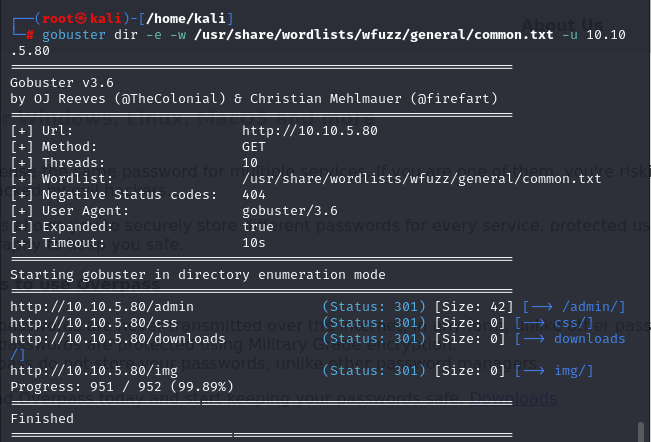 ┌──(root㉿kali)-[/home/kali]
└─# gobuster dir -e -w /usr/share/wordlists/wfuzz/general/common.txt -u 10.10
.5.80
===============================================================
Gobuster v3.6
by OJ Reeves (@TheColonial) & Christian Mehlmauer (@firefart)
===============================================================
[+] Url: http://10.10.5.80
[+] Method: GET
[+] Threads: 10
[+] Wordlist: /usr/share/wordlists/wfuzz/general/common.txt
[+] Negative Status codes: 404
[+] User Agent: gobuster/3.6
[+] Expanded: true
[+] Timeout: 10s
===============================================================
Starting gobuster in directory enumeration mode
===============================================================
http://10.10.5.80/admin (Status: 301) [Size: 42] [--> /admin/]
http://10.10.5.80/css (Status: 301) [Size: 0] [--> css/]
http://10.10.5.80/downloads (Status: 301) [Size: 0] [--> downloads
/]
http://10.10.5.80/img (Status: 301) [Size: 0] [--> img/]
Progress: 951 / 952 (99.89%)
===============================================================
Finished
===============================================================
About Us